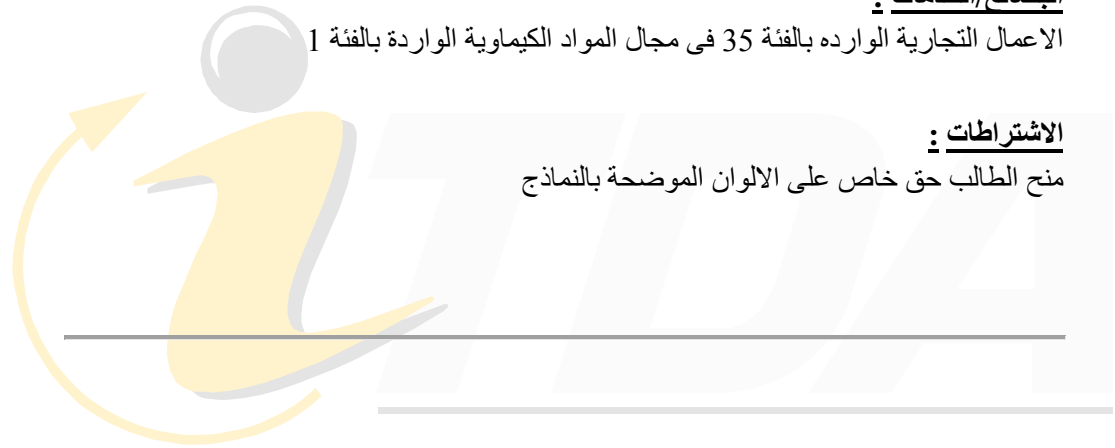 الاعمال التجارية الوارده بالفئة 35 فى مجال المواد الكيماوية الواردة بالفئة 1
الاشتراطات :
منح الطالب حق خاص على الالوان الموضحة بالنماذج
iTDA